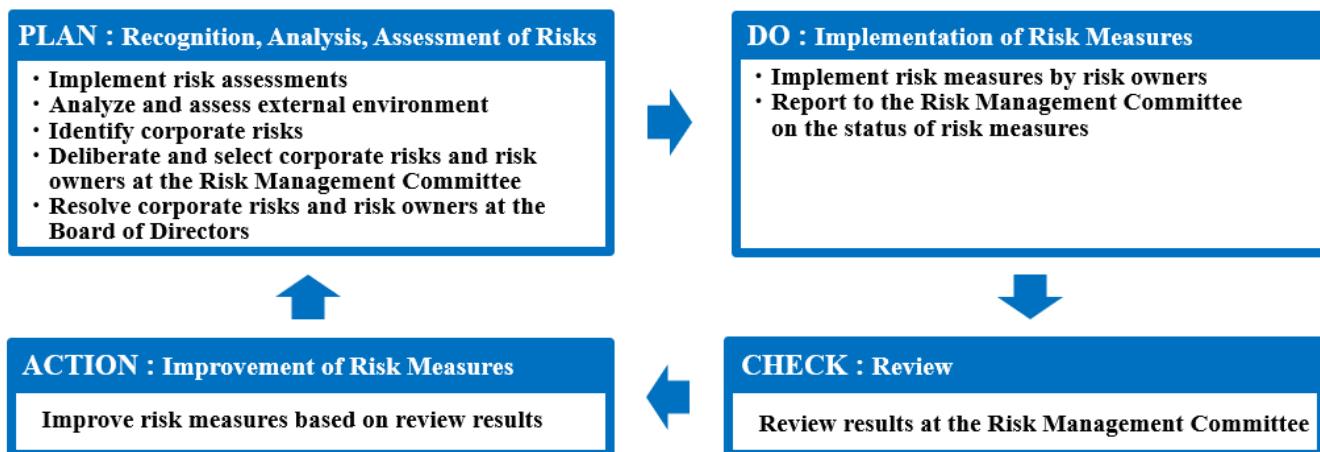 PLAN : Recognition, Analysis, Assessment of Risks
・Implement risk assessments
・Analyze and assess external environment
・Identify corporate risks
・Deliberate and select corporate risks and risk
owners at the Risk Management Committee
・Resolve corporate risks and risk owners at the
Board of Directors
DO : Implementation of Risk Measures
・Implement risk measures by risk owners
・Report to the Risk Management Committee
on the status of risk measures
CHECK : Review
Review results at the Risk Management Committee
ACTION : Improvement of Risk Measures
Improve risk measures based on review results